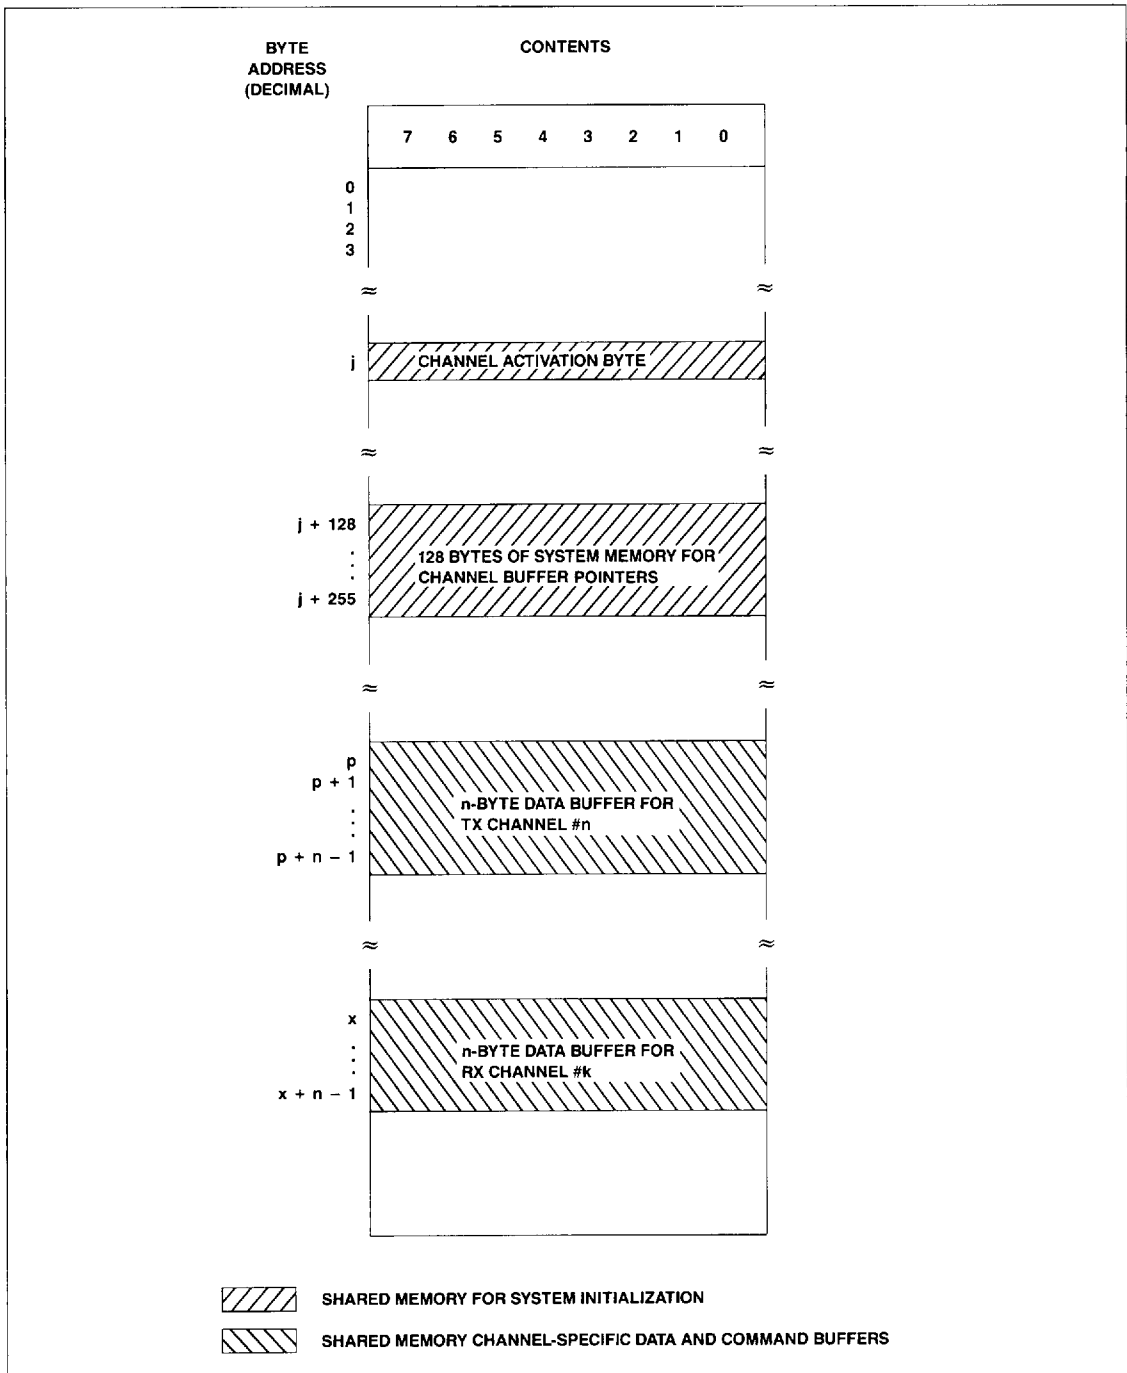 BYTE
ADDRESS
(DECIMAL)
CONTENTS
7 6 5 4 3 2 1 0
0
1
2
3
≈ ≈
j CHANNEL ACTIVATION BYTE
≈ ≈
j + 128
128 BYTES OF SYSTEM MEMORY FOR
CHANNEL BUFFER POINTERS
j + 255
≈ ≈
p
p + 1
n-BYTE DATA BUFFER FOR
TX CHANNEL #n
p + n – 1
≈ ≈
x
n-BYTE DATA BUFFER FOR
RX CHANNEL #k
x + n – 1
SHARED MEMORY FOR SYSTEM INITIALIZATION
SHARED MEMORY CHANNEL-SPECIFIC DATA AND COMMAND BUFFERS